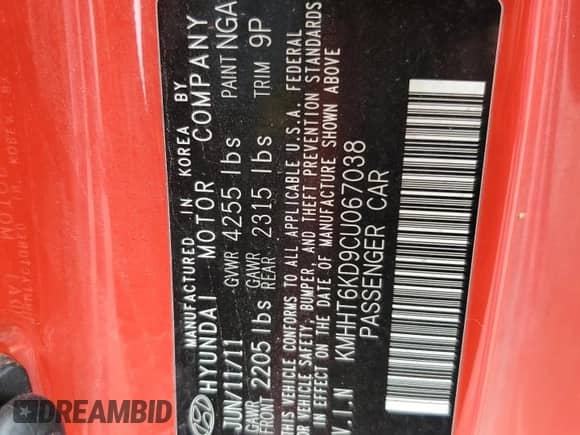 MANUFACTURED IN KOREA BY
HYUNDAI MOTOR COMPANY
JUN/11/11 GVWR 4255 lbs PAINT NGA
GAWR FRONT 2205 lbs GAWR REAR 2315 lbs TRIM 9P
THIS VEHICLE CONFORMS TO ALL APPLICABLE U.S.A. FEDERAL
VEHICLE SAFETY, BUMPER, AND THEFT PREVENTION STANDARDS
IN EFFECT ON THE DATE OF MANUFACTURE SHOWN ABOVE
V.I.N KMHHT6KD9CU067038
PASSENGER CAR
DREAMBID